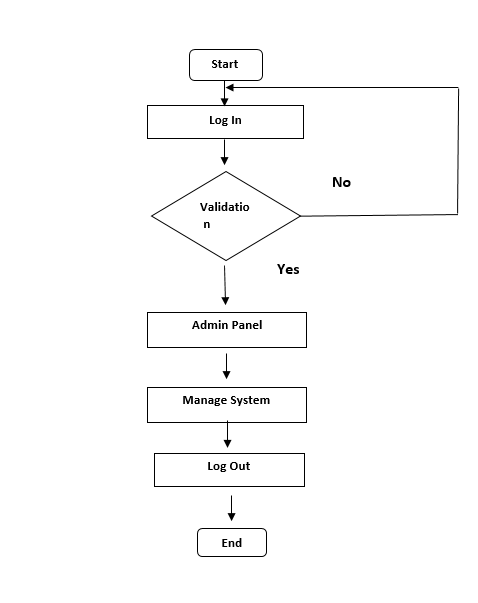 Start
Log In
No
Validatio
n
Yes
Admin Panel
Manage System
Log Out
End